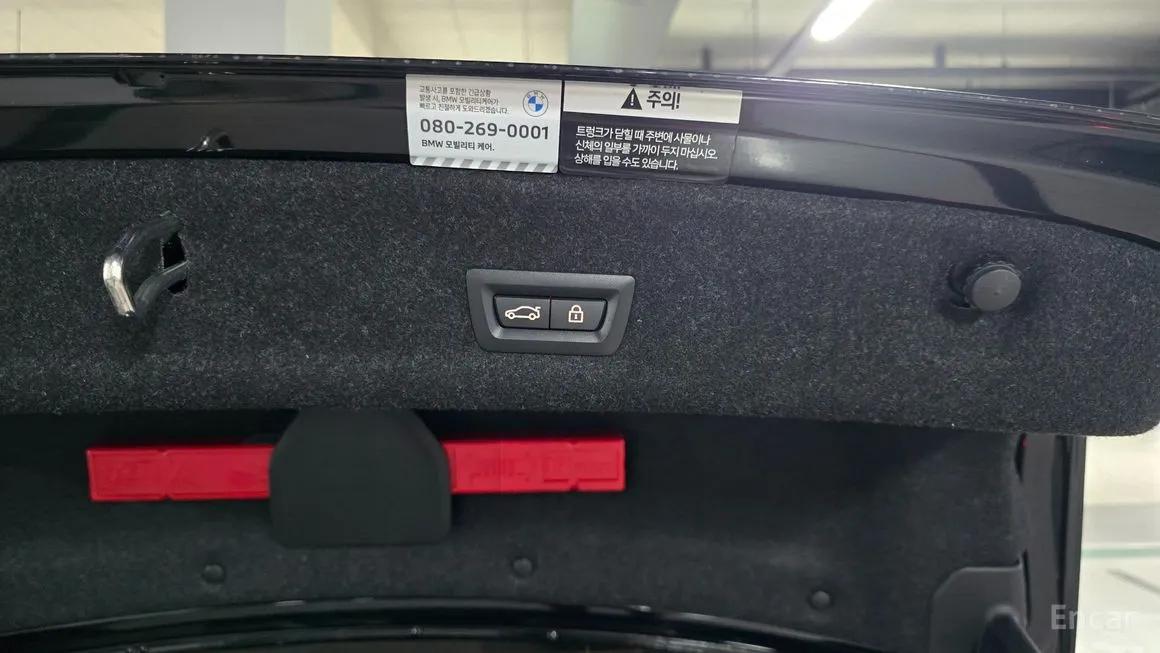 교통사고를 포함한 긴급상황
발생 시, BMW 모빌리티케어가
빠르고 친절하게 도와드리겠습니다.
080-269-0001
BMW 모빌리티 케어.
BMW
주의!
트렁크가 닫힐 때 주변에 사물이나
신체의 일부를 가까이 두지 마십시오.
상해를 입을 수도 있습니다.
Encar